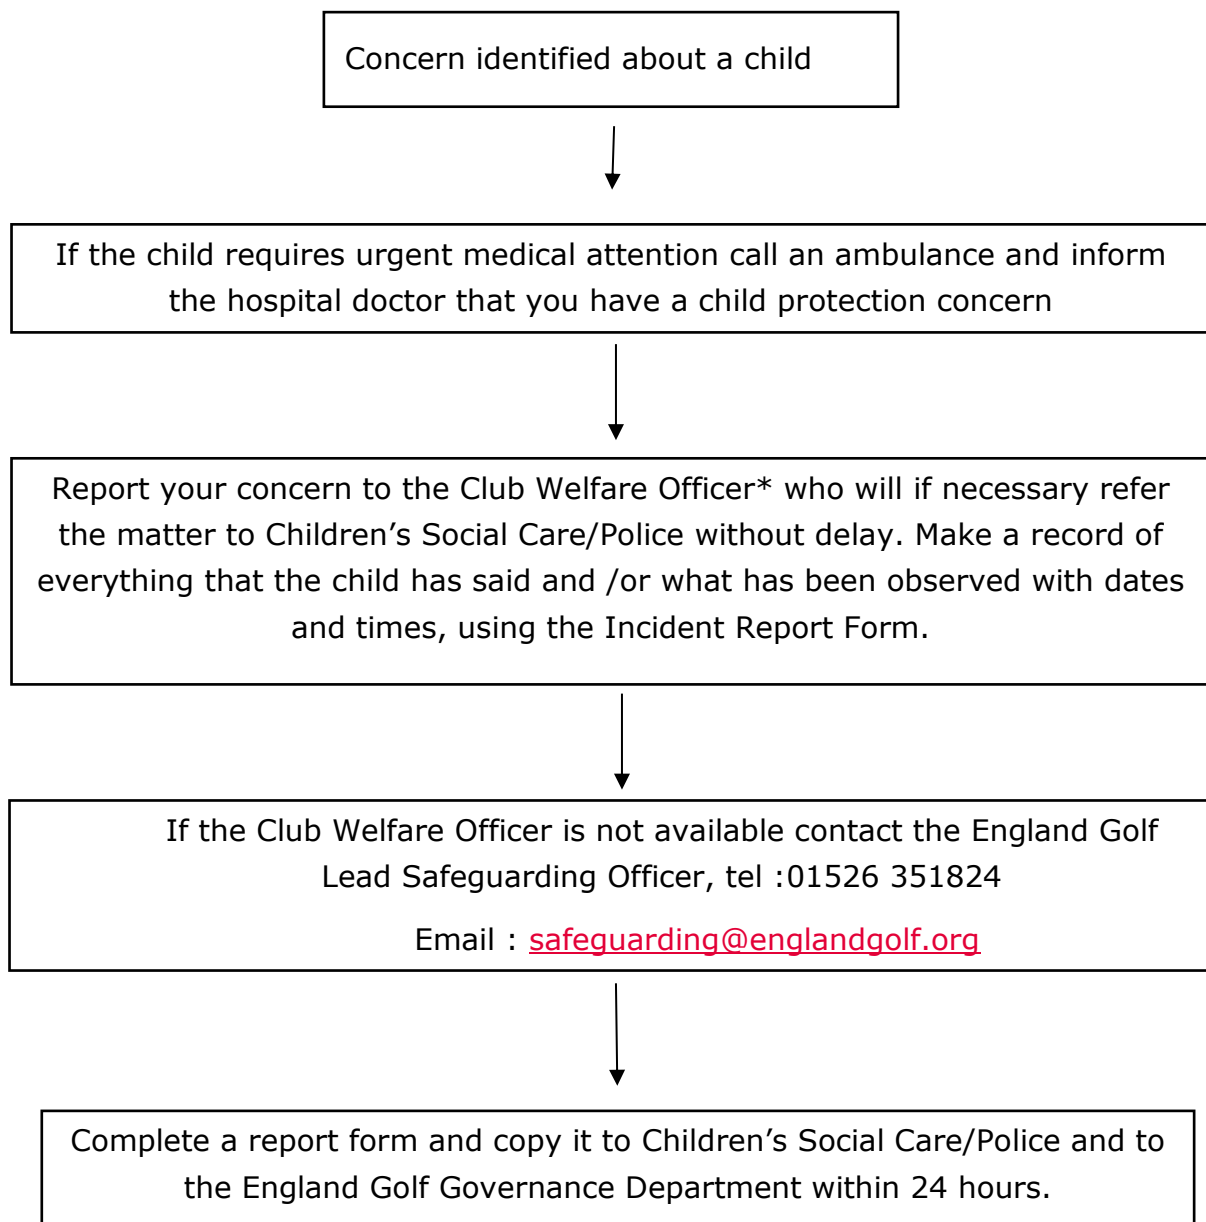 Concern identified about a child
If the child requires urgent medical attention call an ambulance and inform
the hospital doctor that you have a child protection concern
Report your concern to the Club Welfare Officer* who will if necessary refer
the matter to Children’s Social Care/Police without delay. Make a record of
everything that the child has said and /or what has been observed with dates
and times, using the Incident Report Form.
If the Club Welfare Officer is not available contact the England Golf
Lead Safeguarding Officer, tel :01526 351824
Email : safeguarding@englandgolf.org
Complete a report form and copy it to Children’s Social Care/Police and to
the England Golf Governance Department within 24 hours.